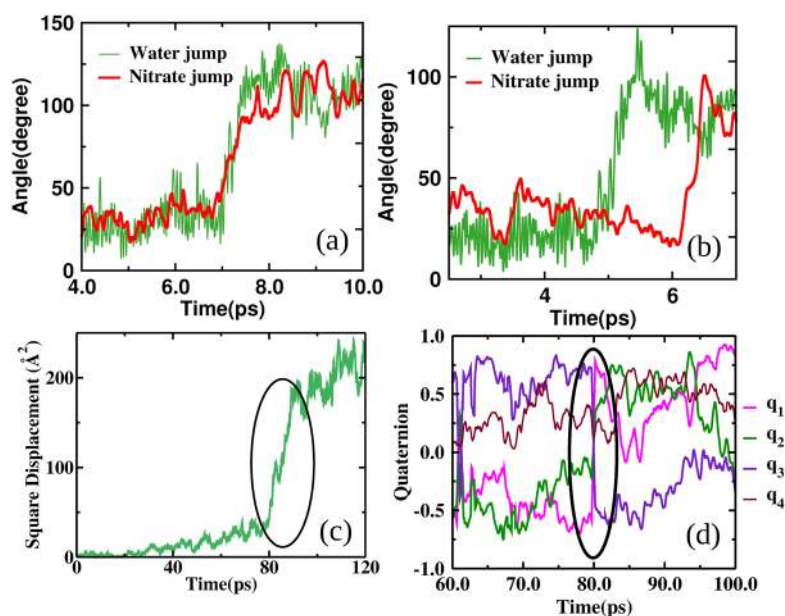 150
100
50
0
Angle(degree)
Water jump
Nitrate jump
(a)
4.0 6.0 8.0 10.0
Time(ps)
100
50
0
Angle(degree)
Water jump
Nitrate jump
(b)
4 6
Time(ps)
200
100
0
Square Displacement (Å²)
(c)
0 40 80 120
Time(ps)
1.0
0.5
0.0
-0.5
-1.0
Quaternion
q1
q2
q3
q4
(d)
60.0 70.0 80.0 90.0 100.0
Time(ps)